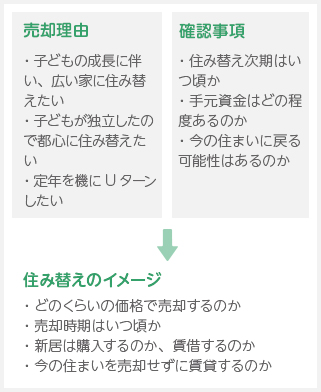 売却理由
・子どもの成長に伴
い、広い家に住み替
えたい
・子どもが独立したの
で都心に住み替えた
い
・定年を機にUターン
したい
確認事項
・住み替え次期はい
つ頃か
・手元資金はどの程
度あるのか
・今の住まいに戻る
可能性はあるのか
住み替えのイメージ
・どのくらいの価格で売却するのか
・売却時期はいつ頃か
・新居は購入するのか、賃借するのか
・今の住まいを売却せずに賃貸するのか